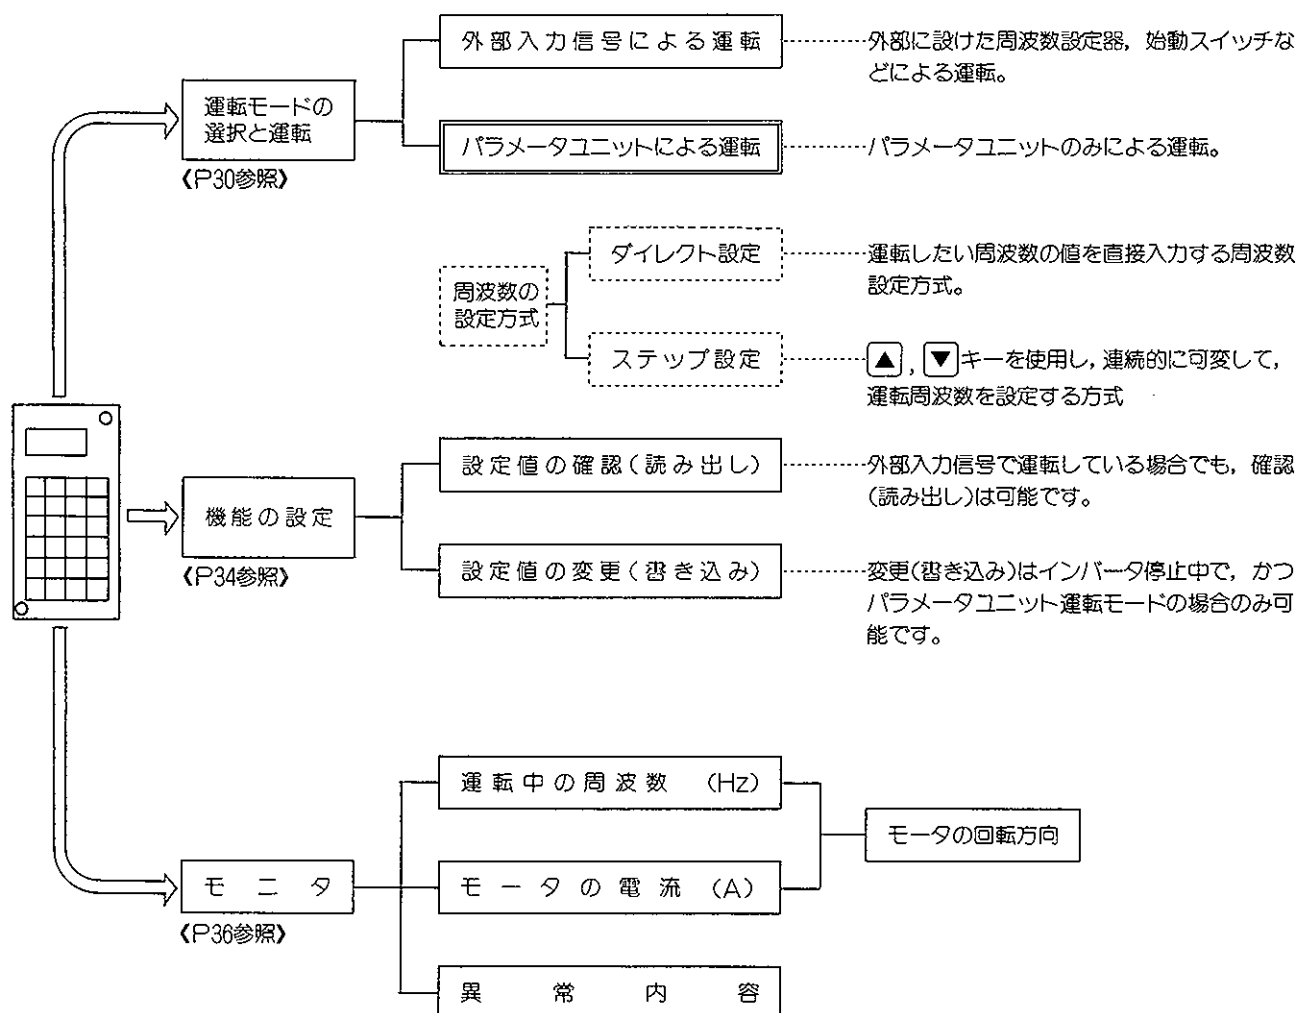 外部入力信号による運転
外部に設けた周波数設定器，始動スイッチな
どによる運転。
運転モードの
選択と運転
《P30参照》
パラメータユニットによる運転
パラメータユニットのみによる運転。
周波数の
設定方式
ダイレクト設定
運転したい周波数の値を直接入力する周波数
設定方式。
ステップ設定
▲，▼キーを使用し，連続的に可変して，
運転周波数を設定する方式
機能の設定
《P34参照》
設定値の確認(読み出し)
外部入力信号で運転している場合でも，確認
(読み出し)は可能です。
設定値の変更(書き込み)
変更(書き込み)はインバータ停止中で，かつ
パラメータユニット運転モードの場合のみ可
能です。
モニタ
《P36参照》
運転中の周波数 (Hz)
モータの電流 (A)
モータの回転方向
異常内容